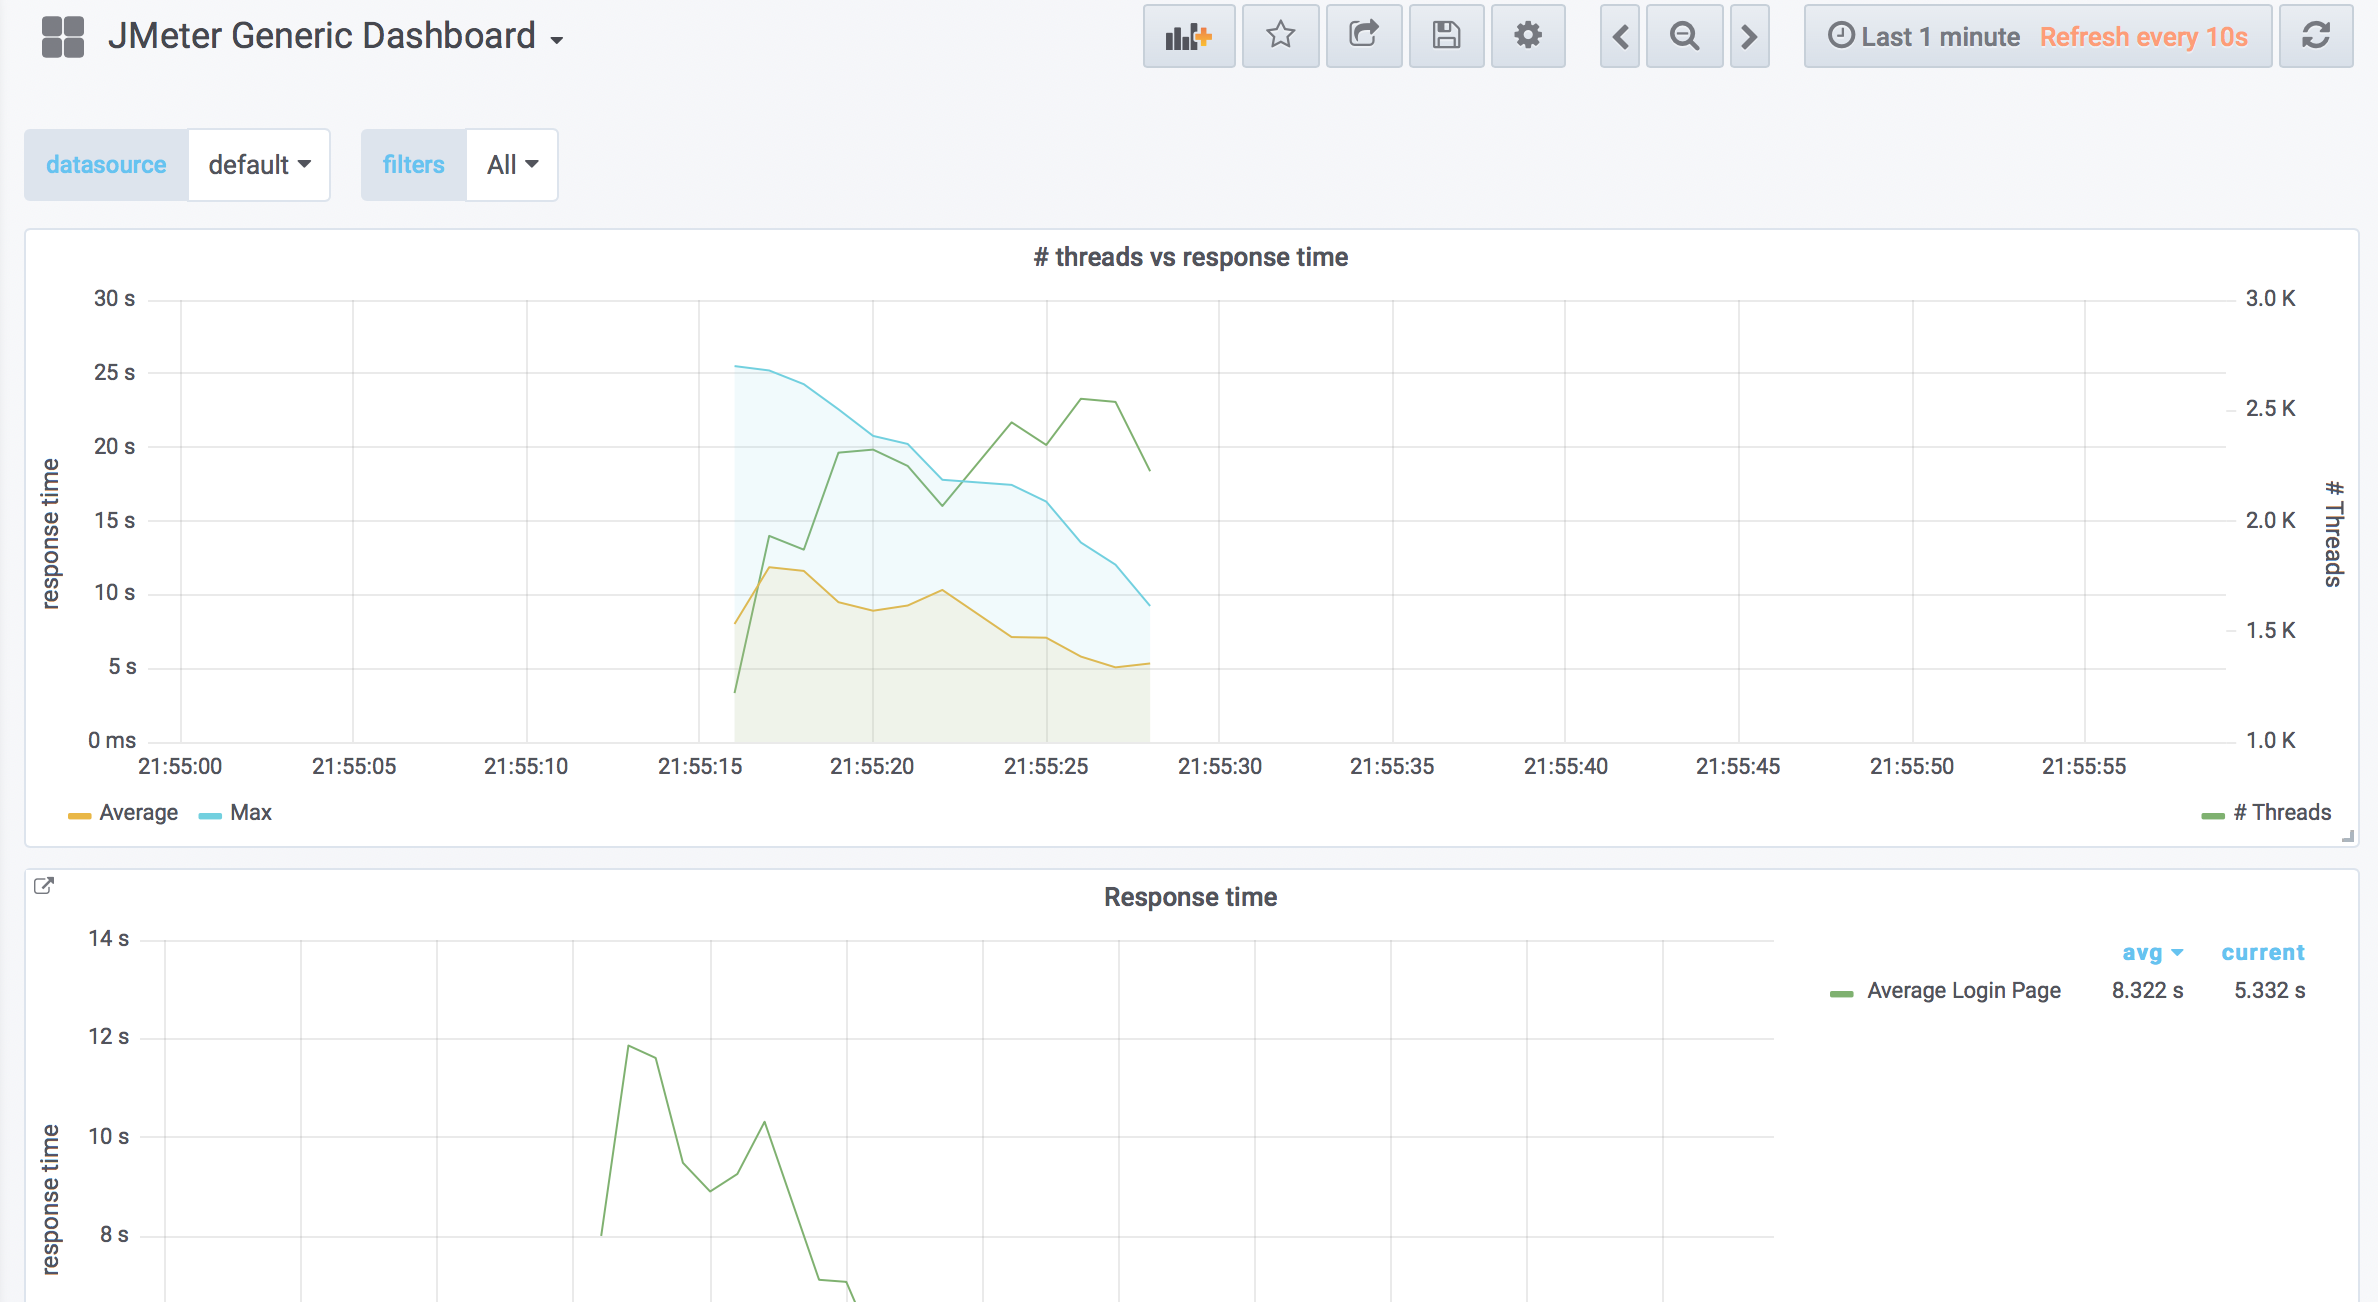 JMeter Generic Dashboard
Last 1 minute Refresh every 10s
datasource default filters All
# threads vs response time
30 s
25 s
20 s
15 s
10 s
5 s
0 ms
response time
3.0 K
2.5 K
2.0 K
1.5 K
1.0 K
# Threads
21:55:00 21:55:05 21:55:10 21:55:15 21:55:20 21:55:25 21:55:30 21:55:35 21:55:40 21:55:45 21:55:50 21:55:55
Average Max # Threads
Response time
14 s
12 s
10 s
8 s
response time
avg current
Average Login Page 8.322 s 5.332 s